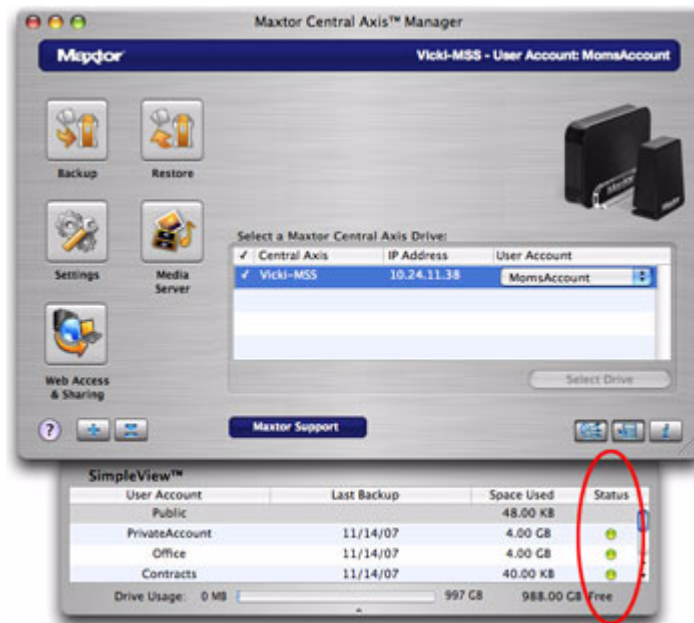 Maxtor Central Axis™ Manager
Maxtor
Vicki-MSS - User Account: MomsAccount
Backup
Restore
Settings
Media Server
Web Access & Sharing
Select a Maxtor Central Axis Drive:
✓ Central Axis IP Address User Account
✓ Vicki-MSS 10.24.11.38 MomsAccount
Select Drive
? Maxtor Support i
SimpleView™
User Account Last Backup Space Used Status
Public 48.00 KB
PrivateAccount 11/14/07 4.00 GB
Office 11/14/07 4.00 GB
Contracts 11/14/07 40.00 KB
Drive Usage: 0 MB 997 GB 988.00 GB Free